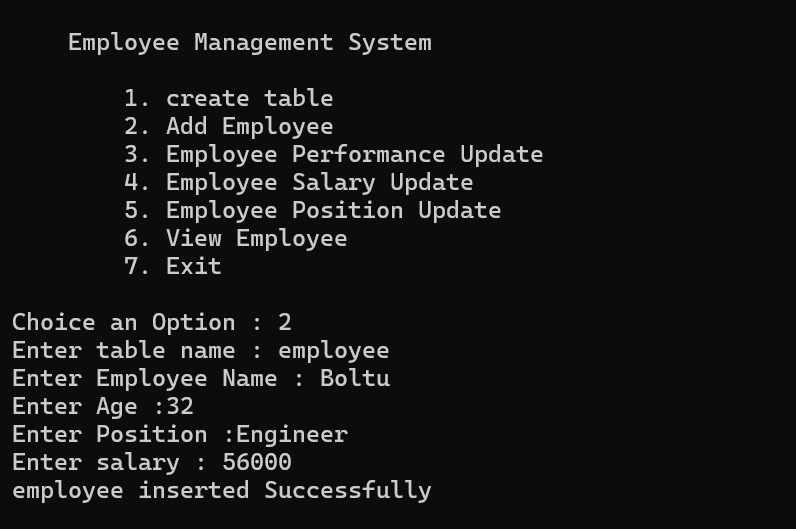 Employee Management System
1. create table
2. Add Employee
3. Employee Performance Update
4. Employee Salary Update
5. Employee Position Update
6. View Employee
7. Exit
Choice an Option : 2
Enter table name : employee
Enter Employee Name : Boltu
Enter Age :32
Enter Position :Engineer
Enter salary : 56000
employee inserted Successfully